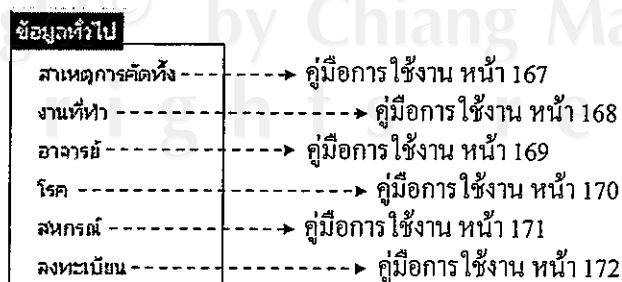 by Chiang Ma
ข้อมูลทั่วไป
สาเหตุการคัดทิ้ง คู่มือการใช้งาน หน้า 167
งานที่ทำ คู่มือการใช้งาน หน้า 168
r i g h t s r e
อาจารย์ คู่มือการใช้งาน หน้า 169
โรค คู่มือการใช้งาน หน้า 170
สหกรณ์ คู่มือการใช้งาน หน้า 171
ลงทะเบียน คู่มือการใช้งาน หน้า 172